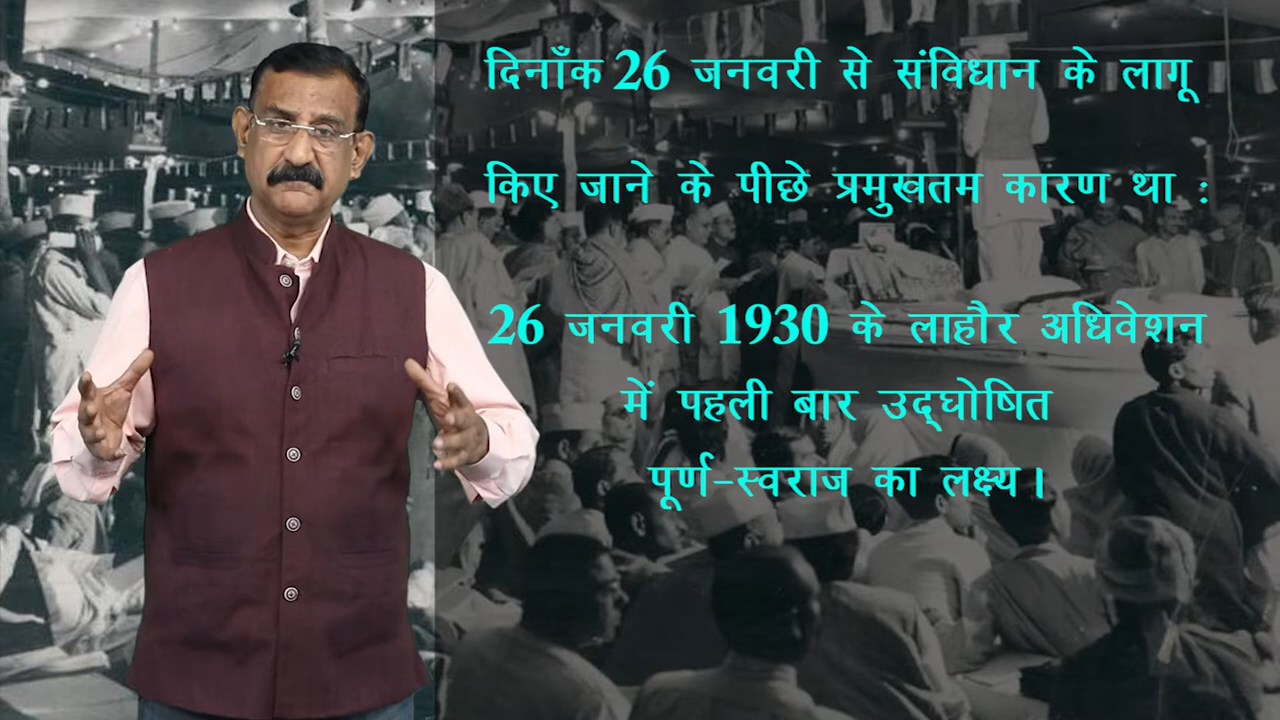 दिनाँक 26 जनवरी से संविधान के लागू
किए जाने के पीछे प्रमुखतम कारण था :
26 जनवरी 1930 के लाहौर अधिवेशन
में पहली बार उद्‌घोषित
पूर्ण-स्वराज का लक्ष्य।